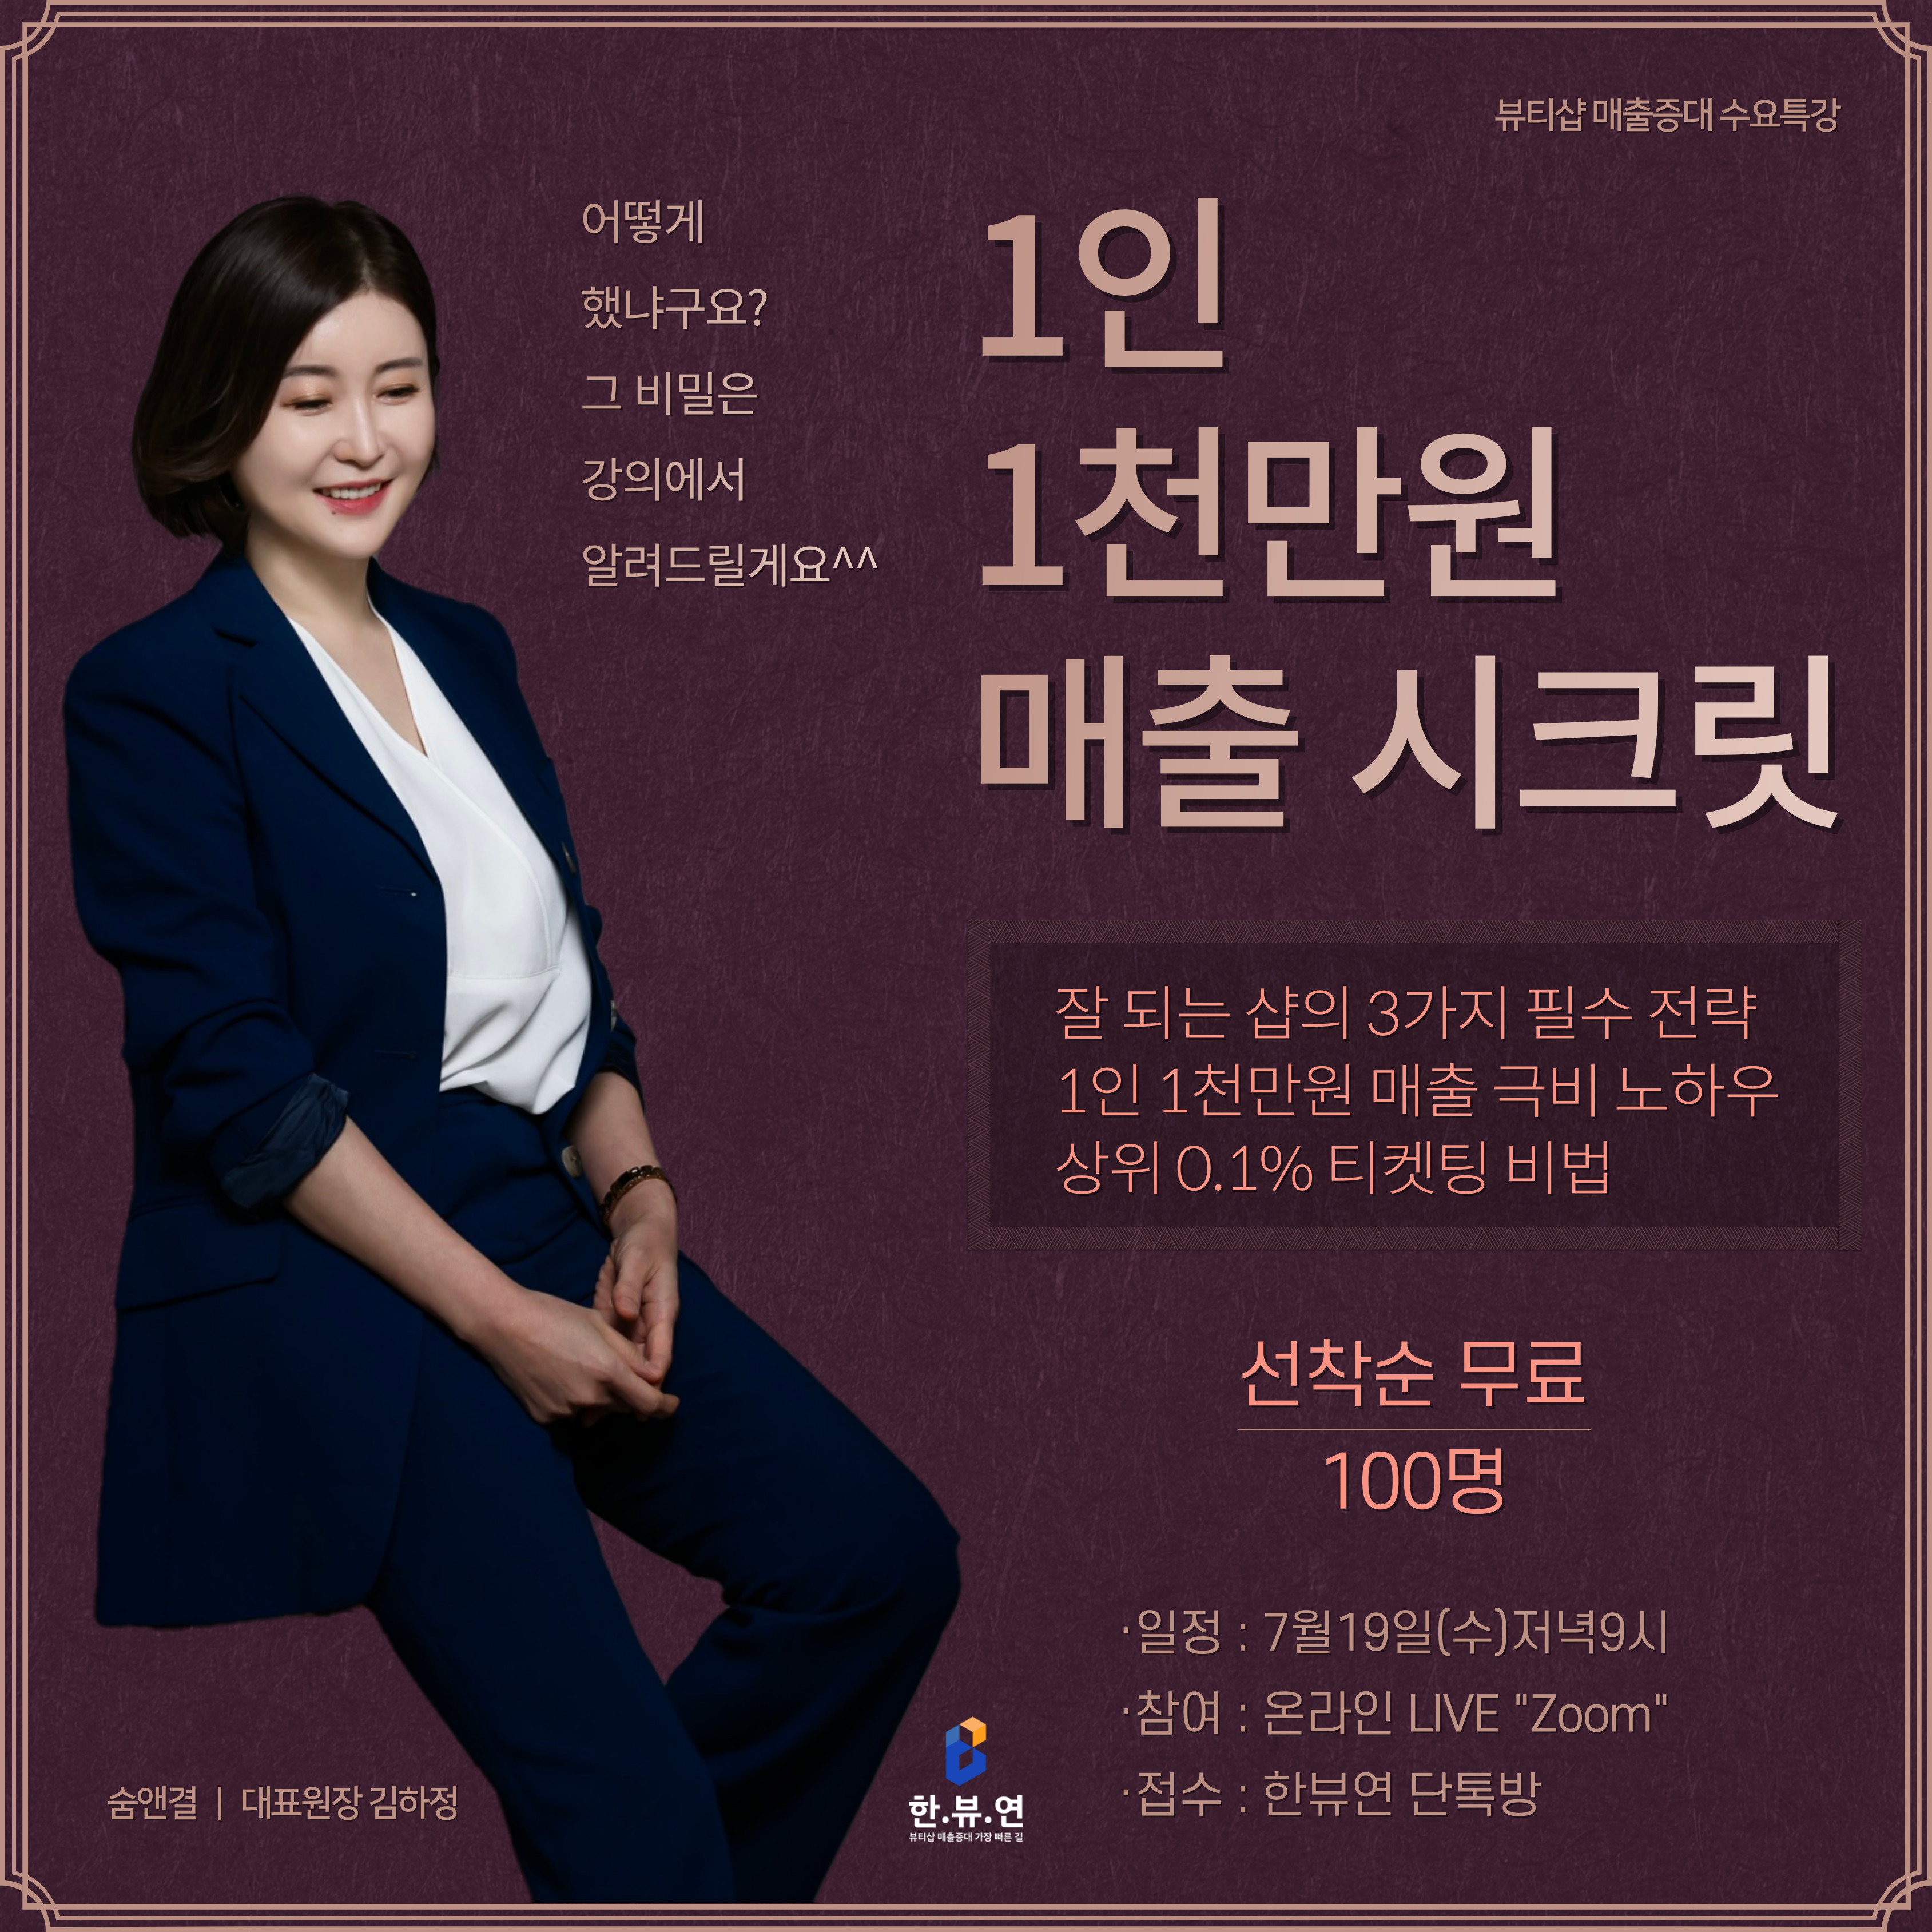 뷰티샵 매출증대 수요특강
어떻게
했냐구요?
그 비밀은
강의에서
알려드릴게요^^
1인
1천만원
매출 시크릿
잘 되는 샵의 3가지 필수 전략
1인 1천만원 매출 극비 노하우
상위 0.1% 티켓팅 비법
선착순 무료
100명
·일정 : 7월19일(수)저녁9시
·참여 : 온라인 LIVE "Zoom"
·접수 : 한뷰연 단톡방
숨앤결 | 대표원장 김하정
한.뷰.연
뷰티샵 매출증대 가장 빠른 길